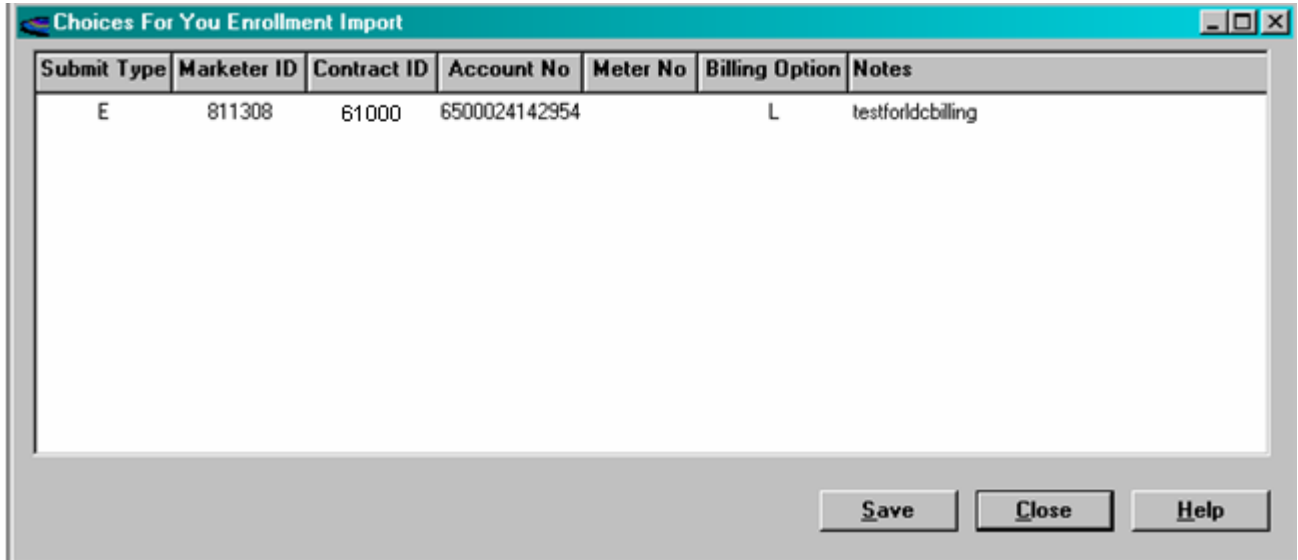 Choices For You Enrollment Import
Submit Type Marketer ID Contract ID Account No Meter No Billing Option Notes
E 811308 61000 6500024142954 L testforldcbilling
Save Close Help